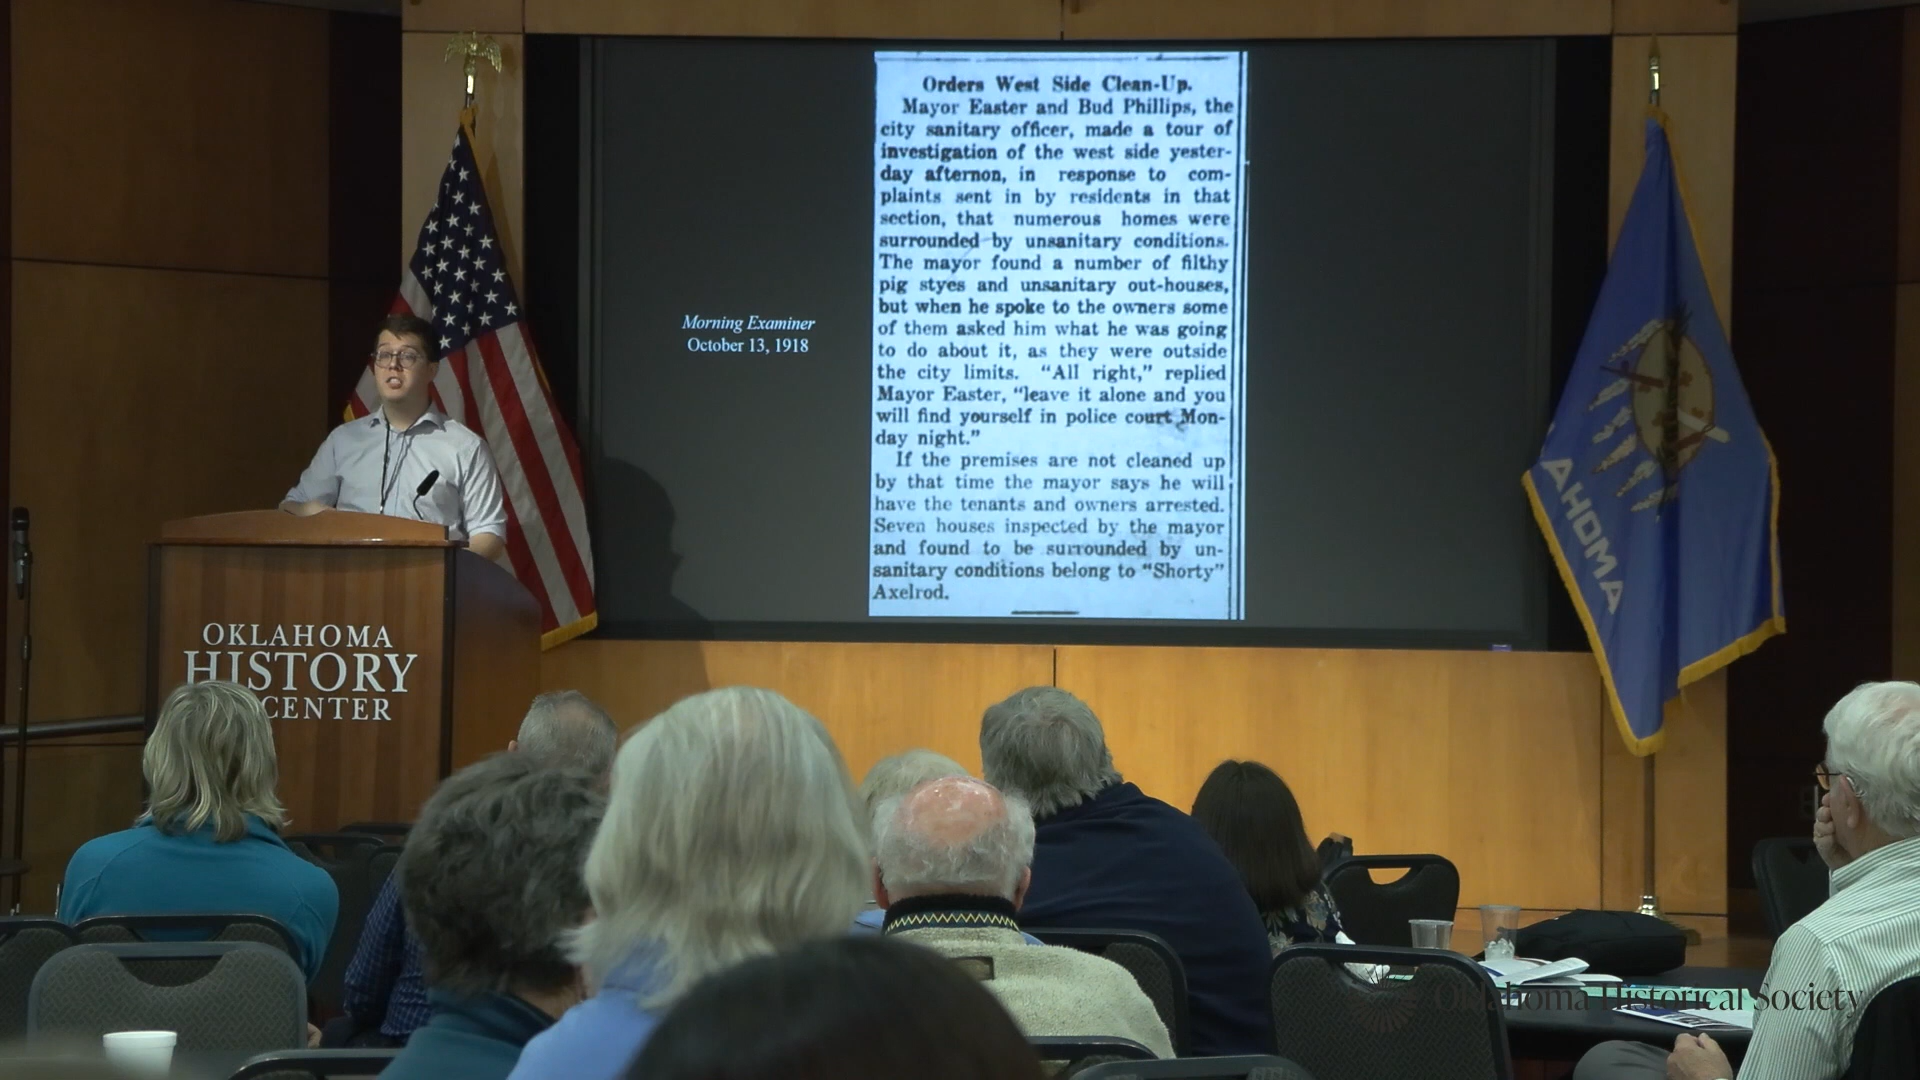 Orders West Side Clean-Up.
Mayor Easter and Bud Phillips, the
city sanitary officer, made a tour of
investigation of the west side yester-
day afternon, in response to com-
plaints sent in by residents in that
section, that numerous homes were
surrounded by unsanitary conditions.
The mayor found a number of filthy
pig styes and unsanitary out-houses,
but when he spoke to the owners some
of them asked him what he was going
to do about it, as they were outside
the city limits. "All right," replied
Mayor Easter, "leave it alone and you
will find yourself in police court Mon-
day night."
If the premises are not cleaned up
by that time the mayor says he will
have the tenants and owners arrested.
Seven houses inspected by the mayor
and found to be surrounded by un-
sanitary conditions belong to "Shorty"
Axelrod.
Morning Examiner
October 13, 1918
OKLAHOMA
HISTORY
CENTER
AHOMA
Oklahoma Historical Society